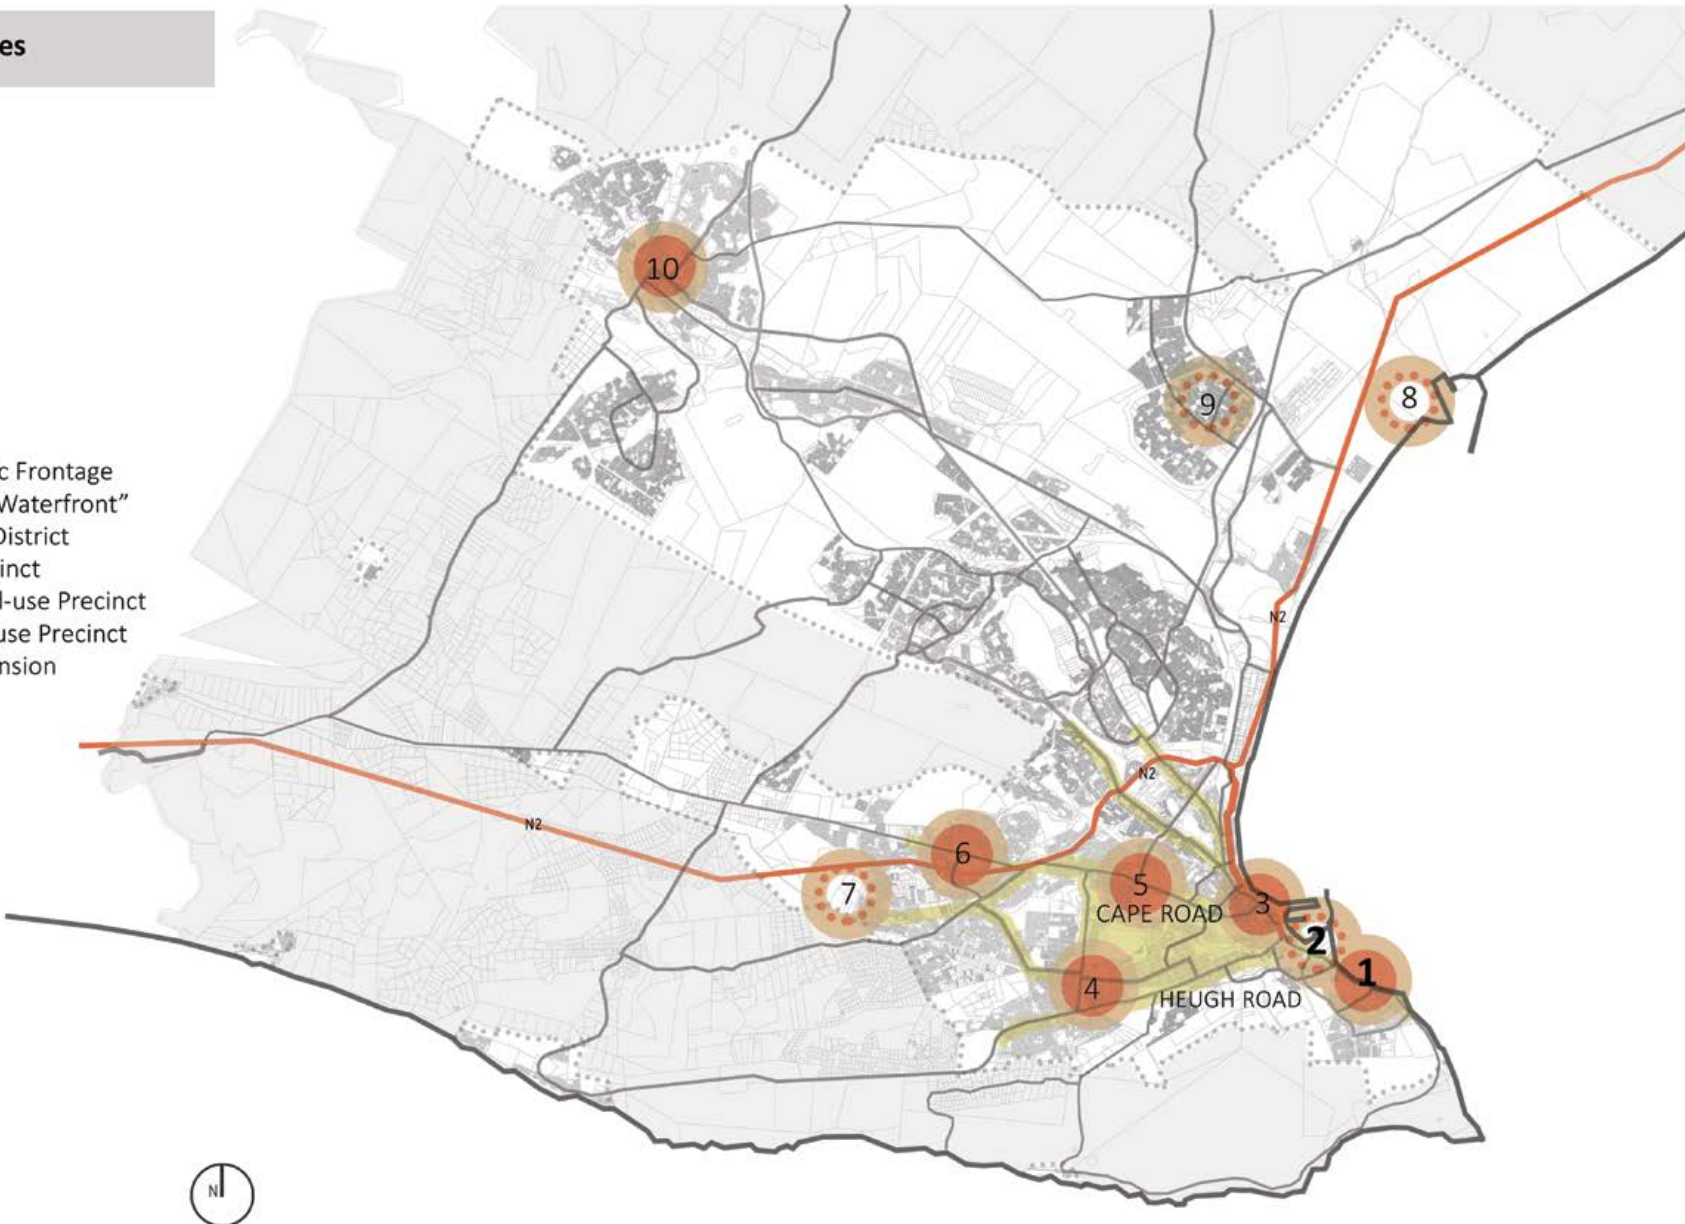 es
c Frontage
Waterfront”
District
inct
d-use Precinct
use Precinct
nsion
10
9
8
N2
N2
N2
6
7
5
CAPE ROAD
3
2
1
4
HEUGH ROAD
N